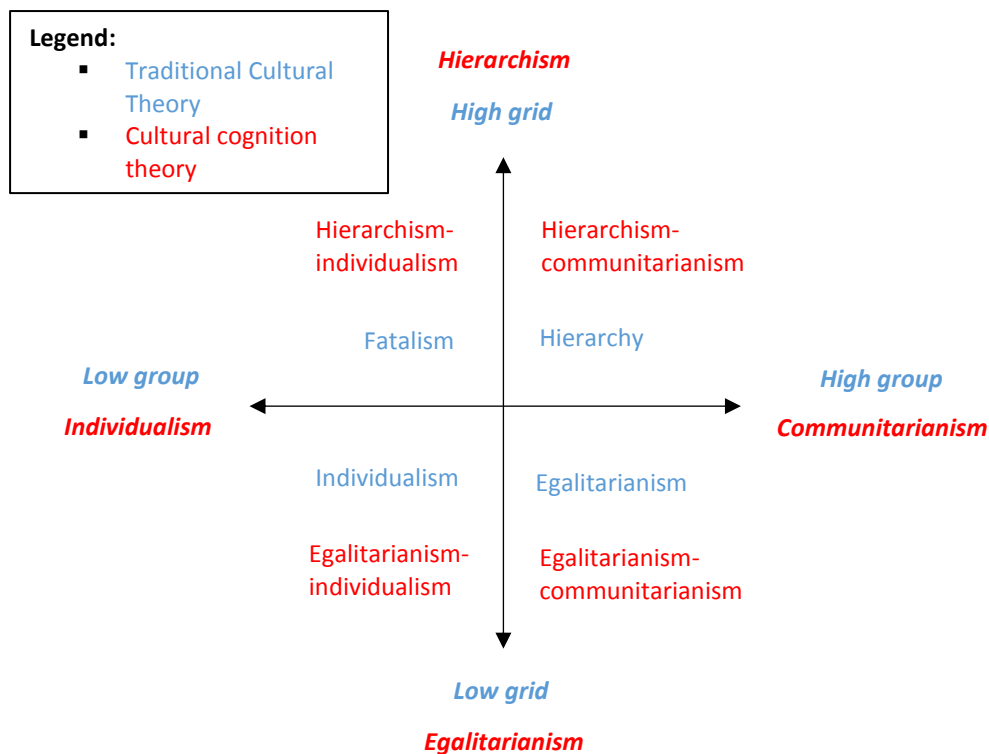 Legend:
▪ Traditional Cultural
Theory
▪ Cultural cognition
theory
Hierarchism
High grid
Hierarchism-
individualism
Hierarchism-
communitarianism
Fatalism
Hierarchy
Low group
Individualism
High group
Communitarianism
Individualism
Egalitarianism
Egalitarianism-
individualism
Egalitarianism-
communitarianism
Low grid
Egalitarianism